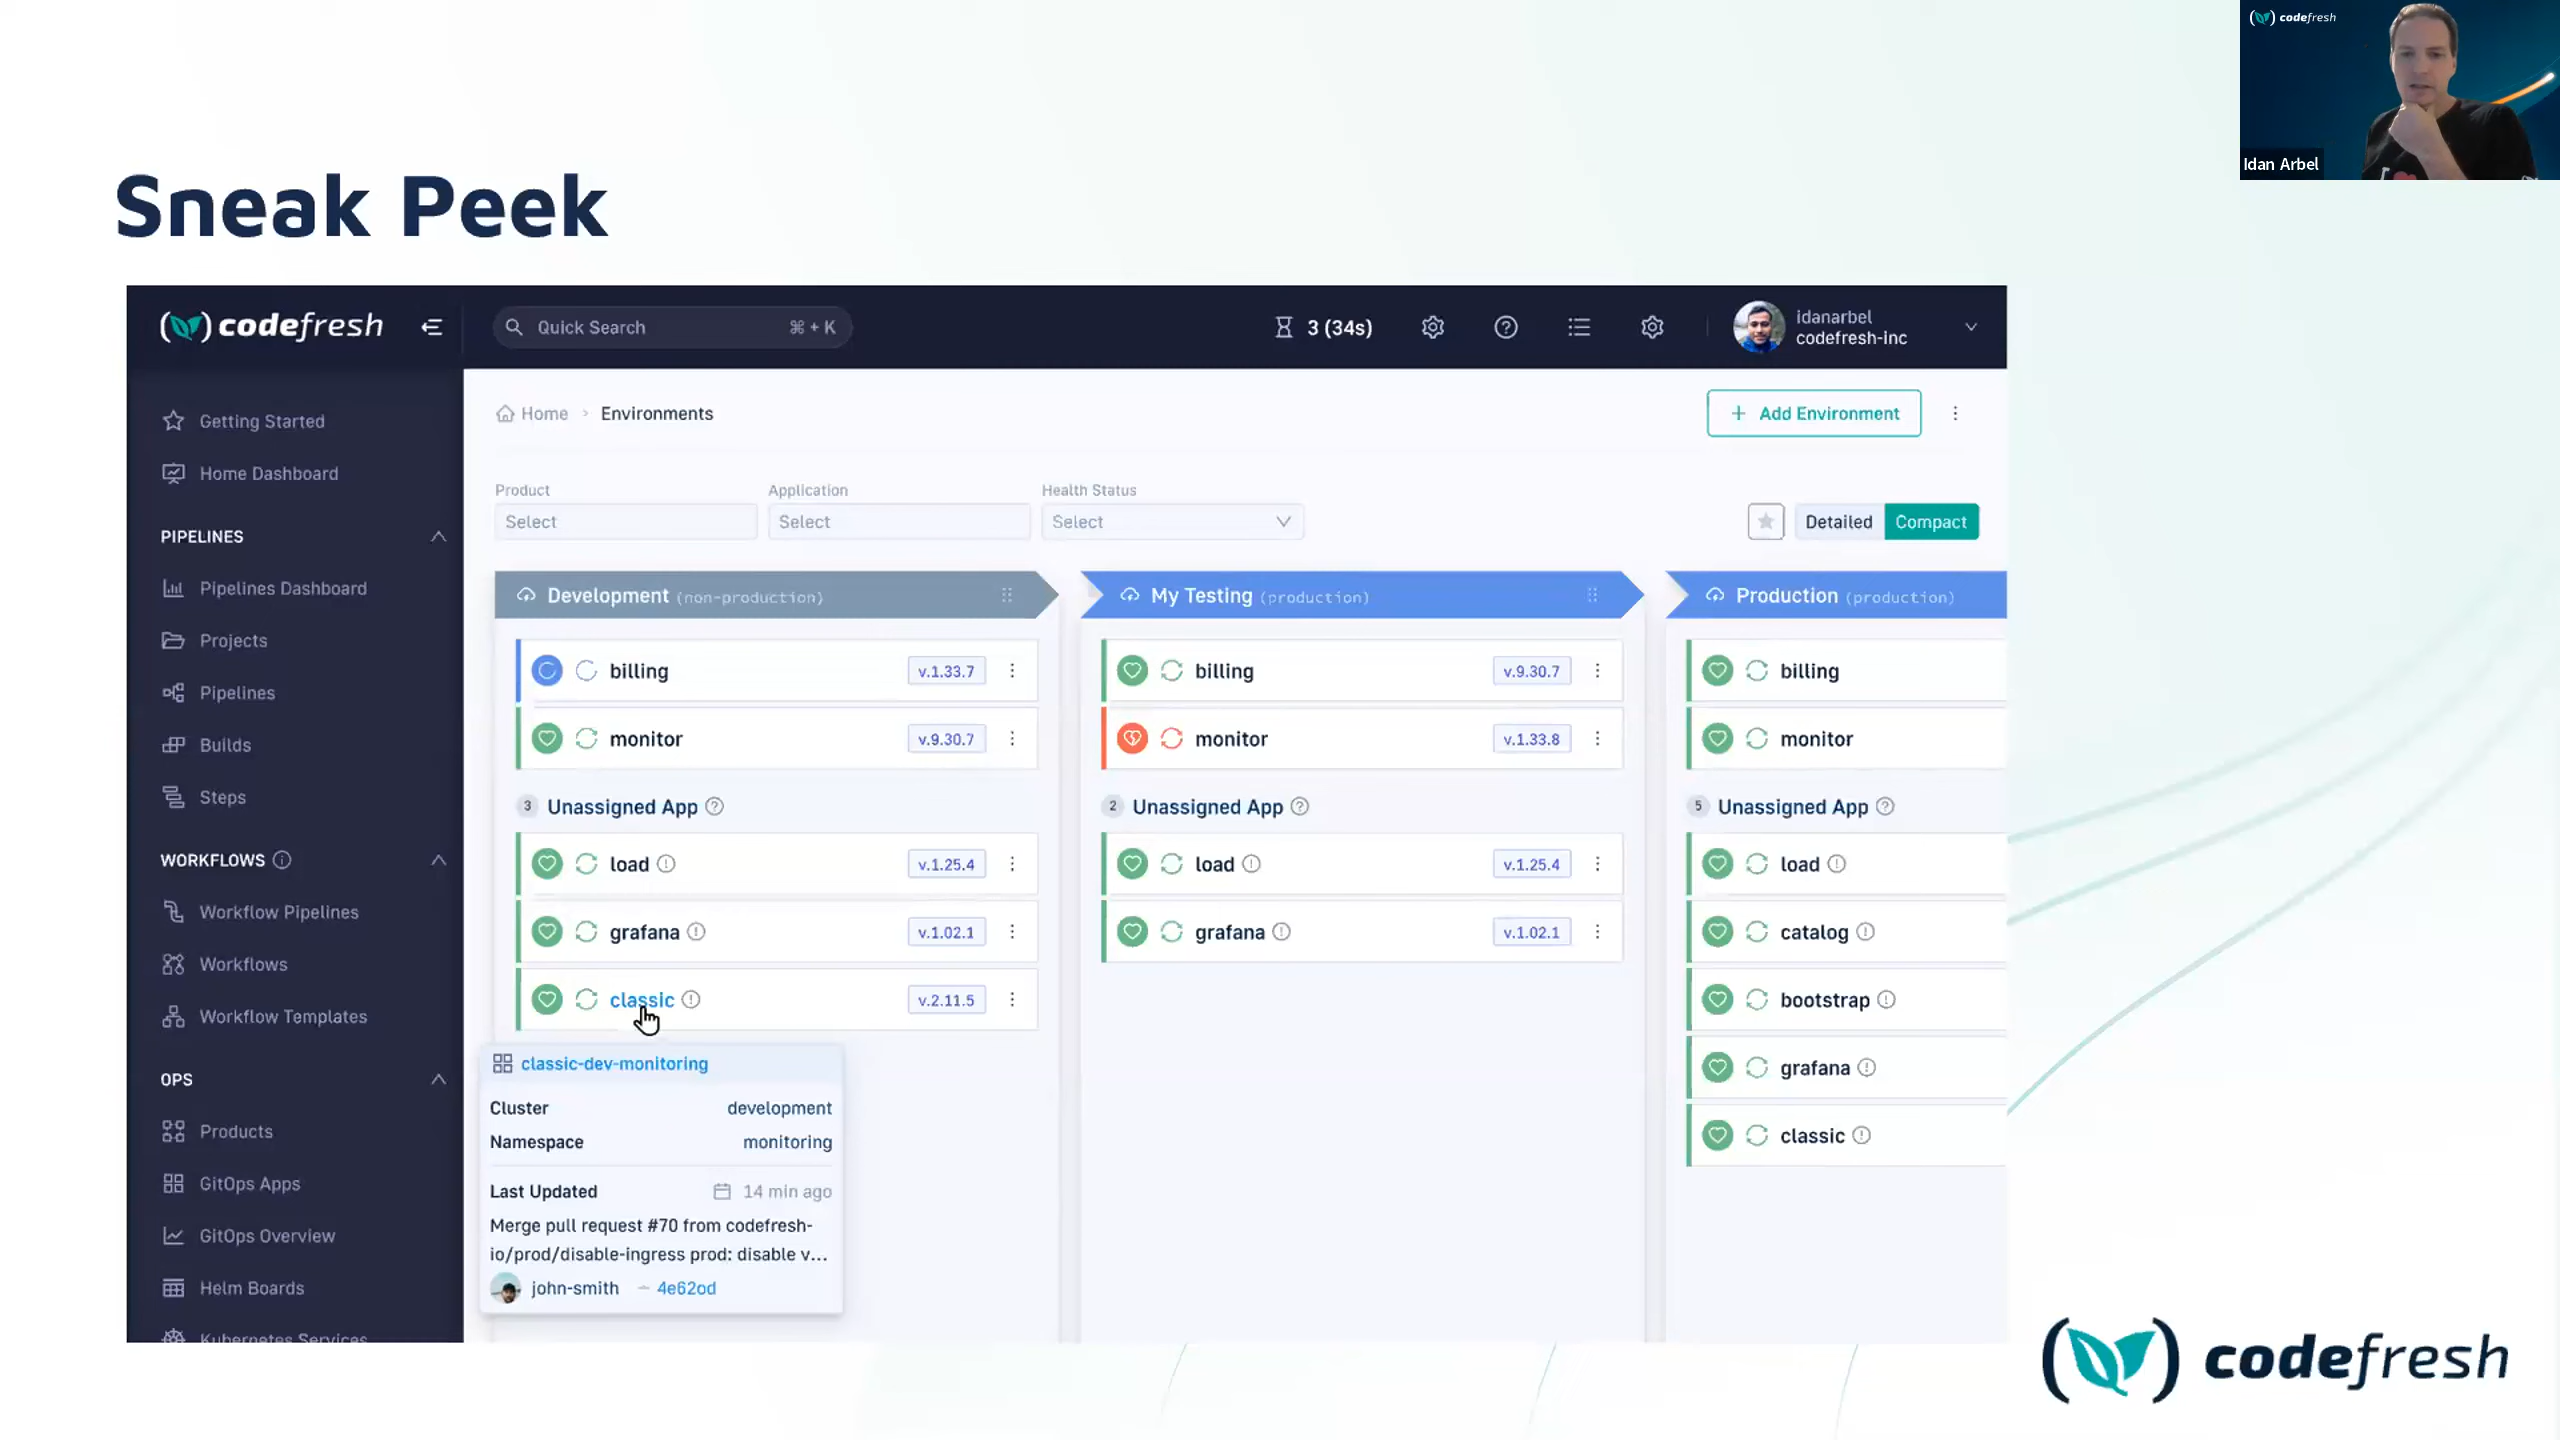 codefresh
Idan Arbel
Sneak Peek
codefresh
Quick Search ⌘ + K
3 (34s)
idanarbel
codefresh-inc
Getting Started
Home Dashboard
PIPELINES
Pipelines Dashboard
Projects
Pipelines
Builds
Steps
WORKFLOWS
Workflow Pipelines
Workflows
Workflow Templates
OPS
Products
GitOps Apps
GitOps Overview
Helm Boards
Kubernetes Services
Home > Environments
+ Add Environment
Product
Select
Application
Select
Health Status
Select
Detailed
Compact
Development (non-production)
billing v.1.33.7
monitor v.9.30.7
3 Unassigned App
load v.1.25.4
grafana v.1.02.1
classic v.2.11.5
classic-dev-monitoring
Cluster development
Namespace monitoring
Last Updated 14 min ago
Merge pull request #70 from codefresh-
io/prod/disable-ingress prod: disable v...
john-smith 4e62od
My Testing (production)
billing v.9.30.7
monitor v.1.33.8
2 Unassigned App
load v.1.25.4
grafana v.1.02.1
Production (production)
billing
monitor
5 Unassigned App
load
catalog
bootstrap
grafana
classic
codefresh